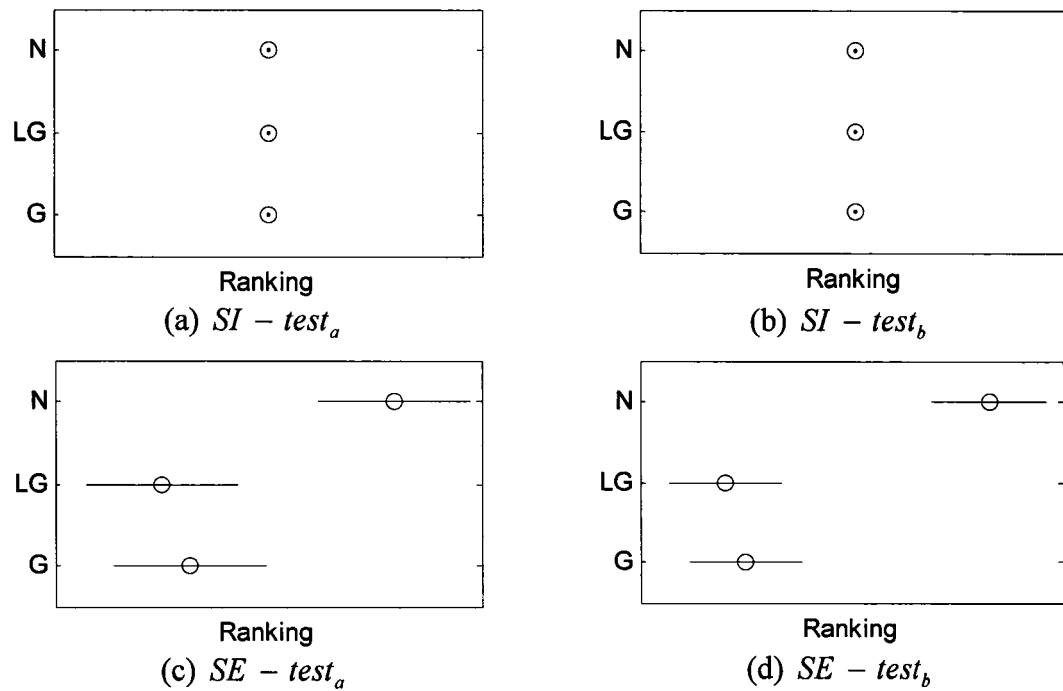 N
LG
G
Ranking
(a) SI – test_a
N
LG
G
Ranking
(b) SI – test_b
N
LG
G
Ranking
(c) SE – test_a
N
LG
G
Ranking
(d) SE – test_b